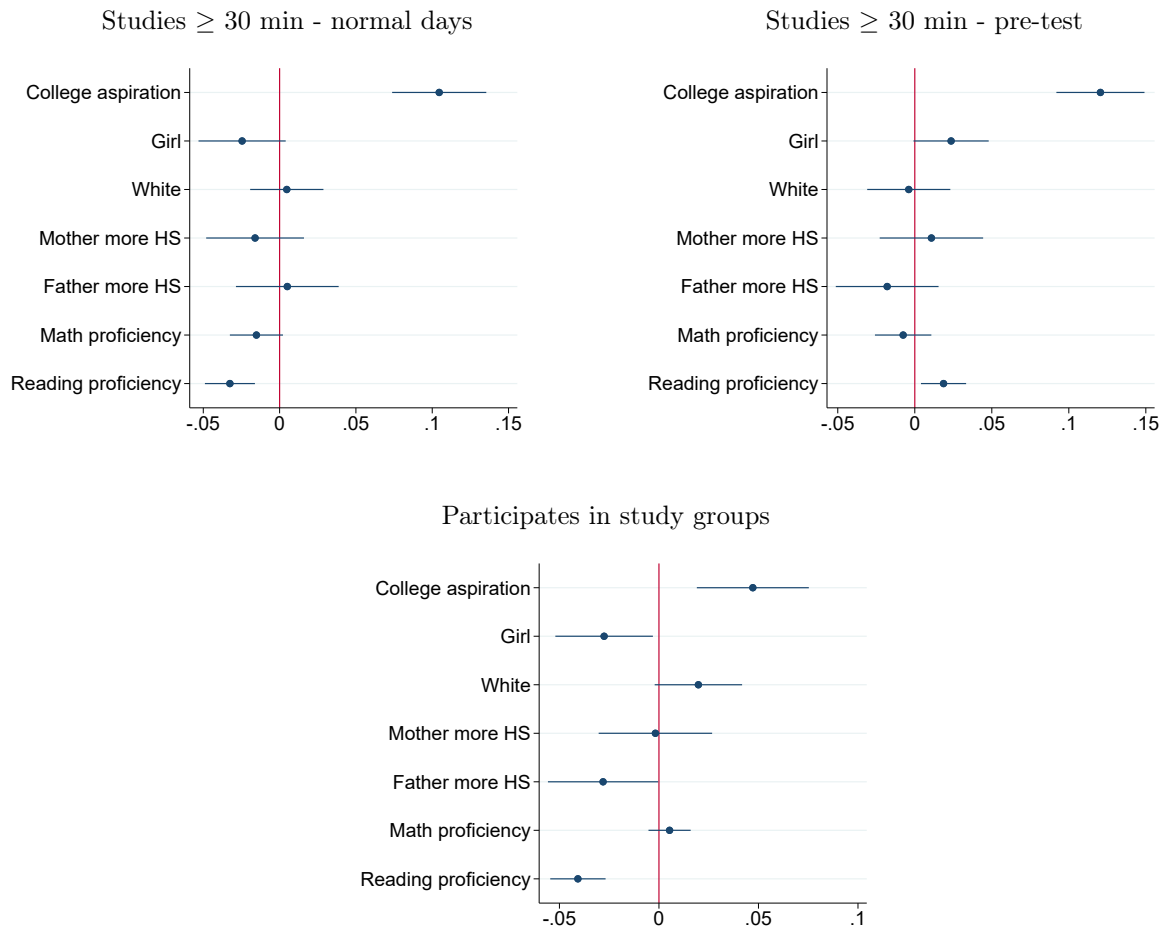 Studies ≥ 30 min - normal days
College aspiration
Girl
White
Mother more HS
Father more HS
Math proficiency
Reading proficiency
-.05 0 .05 .1 .15
Studies ≥ 30 min - pre-test
College aspiration
Girl
White
Mother more HS
Father more HS
Math proficiency
Reading proficiency
-.05 0 .05 .1 .15
Participates in study groups
College aspiration
Girl
White
Mother more HS
Father more HS
Math proficiency
Reading proficiency
-.05 0 .05 .1